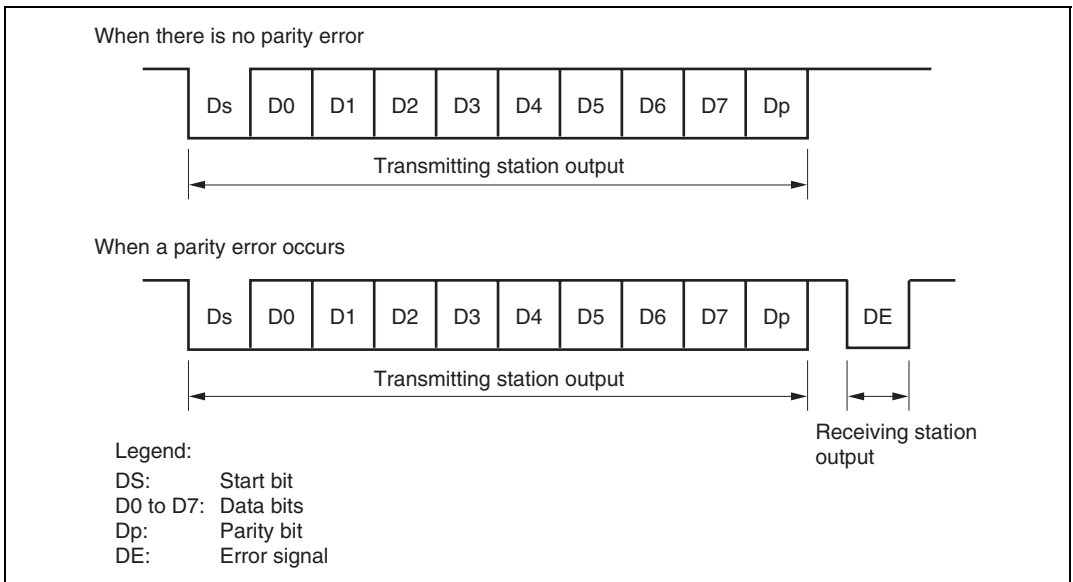 When there is no parity error
Ds D0 D1 D2 D3 D4 D5 D6 D7 Dp
Transmitting station output
When a parity error occurs
Ds D0 D1 D2 D3 D4 D5 D6 D7 Dp DE
Transmitting station output
Receiving station
output
Legend:
DS: Start bit
D0 to D7: Data bits
Dp: Parity bit
DE: Error signal